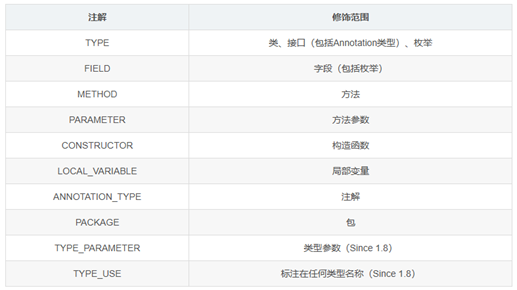 注解 修饰范围
TYPE 类、接口（包括Annotation类型）、枚举
FIELD 字段（包括枚举）
METHOD 方法
PARAMETER 方法参数
CONSTRUCTOR 构造函数
LOCAL_VARIABLE 局部变量
ANNOTATION_TYPE 注解
PACKAGE 包
TYPE_PARAMETER 类型参数（Since 1.8）
TYPE_USE 标注在任何类型名称（Since 1.8）